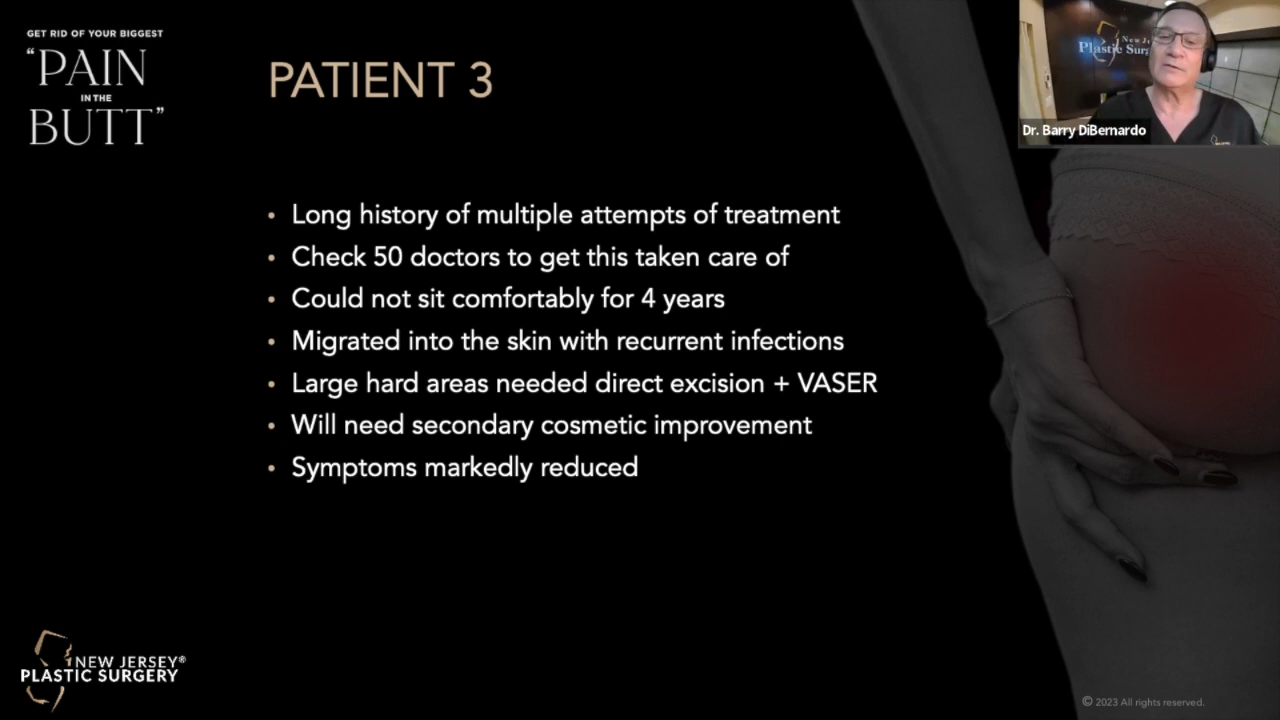 GET RID OF YOUR BIGGEST
“PAIN
IN THE
BUTT”
PATIENT 3
New J
Plastic Surg
Dr. Barry DiBernardo
• Long history of multiple attempts of treatment
• Check 50 doctors to get this taken care of
• Could not sit comfortably for 4 years
• Migrated into the skin with recurrent infections
• Large hard areas needed direct excision + VASER
• Will need secondary cosmetic improvement
• Symptoms markedly reduced
NEW JERSEY®
PLASTIC SURGERY
© 2023 All rights reserved.